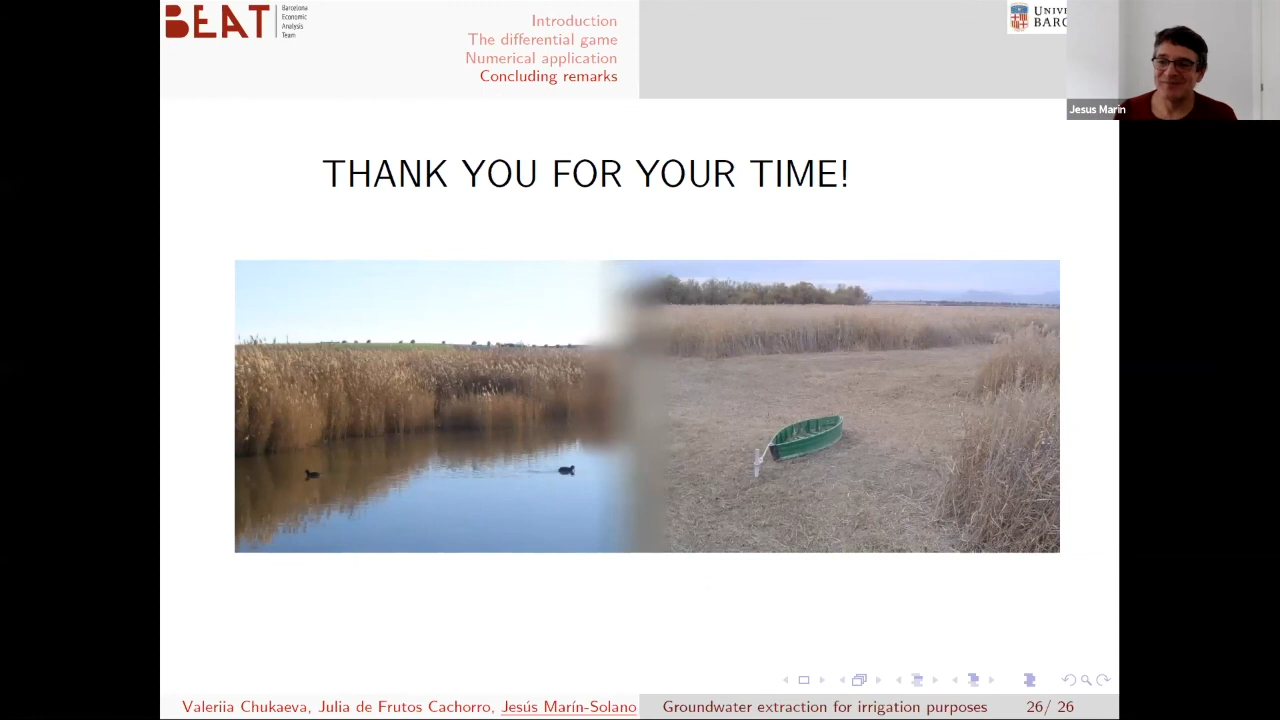 BEAT
Barcelona
Economic
Analysis
Team
Introduction
The differential game
Numerical application
Concluding remarks
UNIV
BARC
Jesus Marin
THANK YOU FOR YOUR TIME!
Valeriia Chukaeva, Julia de Frutos Cachorro, Jesús Marín-Solano
Groundwater extraction for irrigation purposes
26/ 26